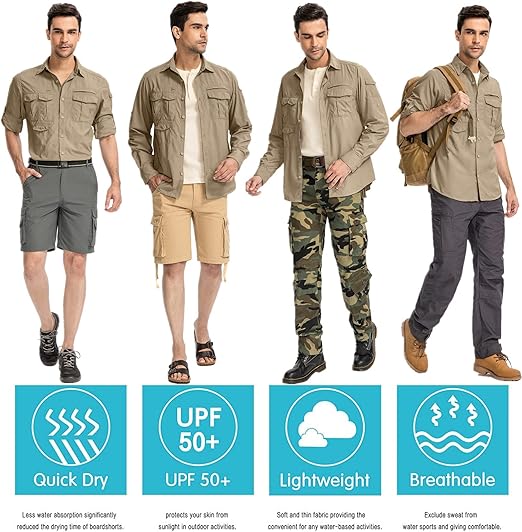 UPF
50+
Quick Dry
UPF 50+
Lightweight
Breathable
Less water absorption significantly
reduced the drying time of boardshorts.
protects your skin from
sunlight in outdoor activities.
Soft and thin fabric providing the
convenient for any water-based activities.
Exclude sweat from
water sports and giving comfortable.